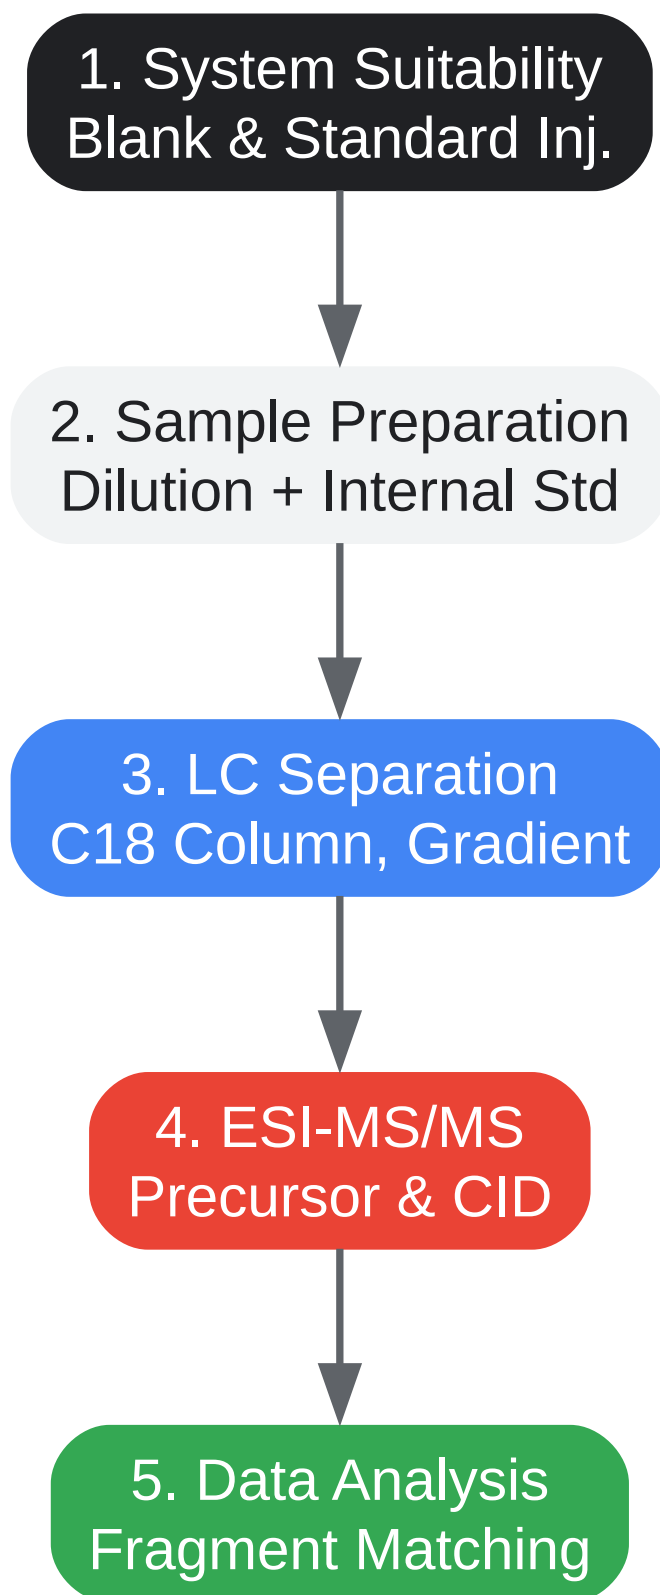 1. System Suitability
Blank & Standard Inj.
2. Sample Preparation
Dilution + Internal Std
3. LC Separation
C18 Column, Gradient
4. ESI-MS/MS
Precursor & CID
5. Data Analysis
Fragment Matching